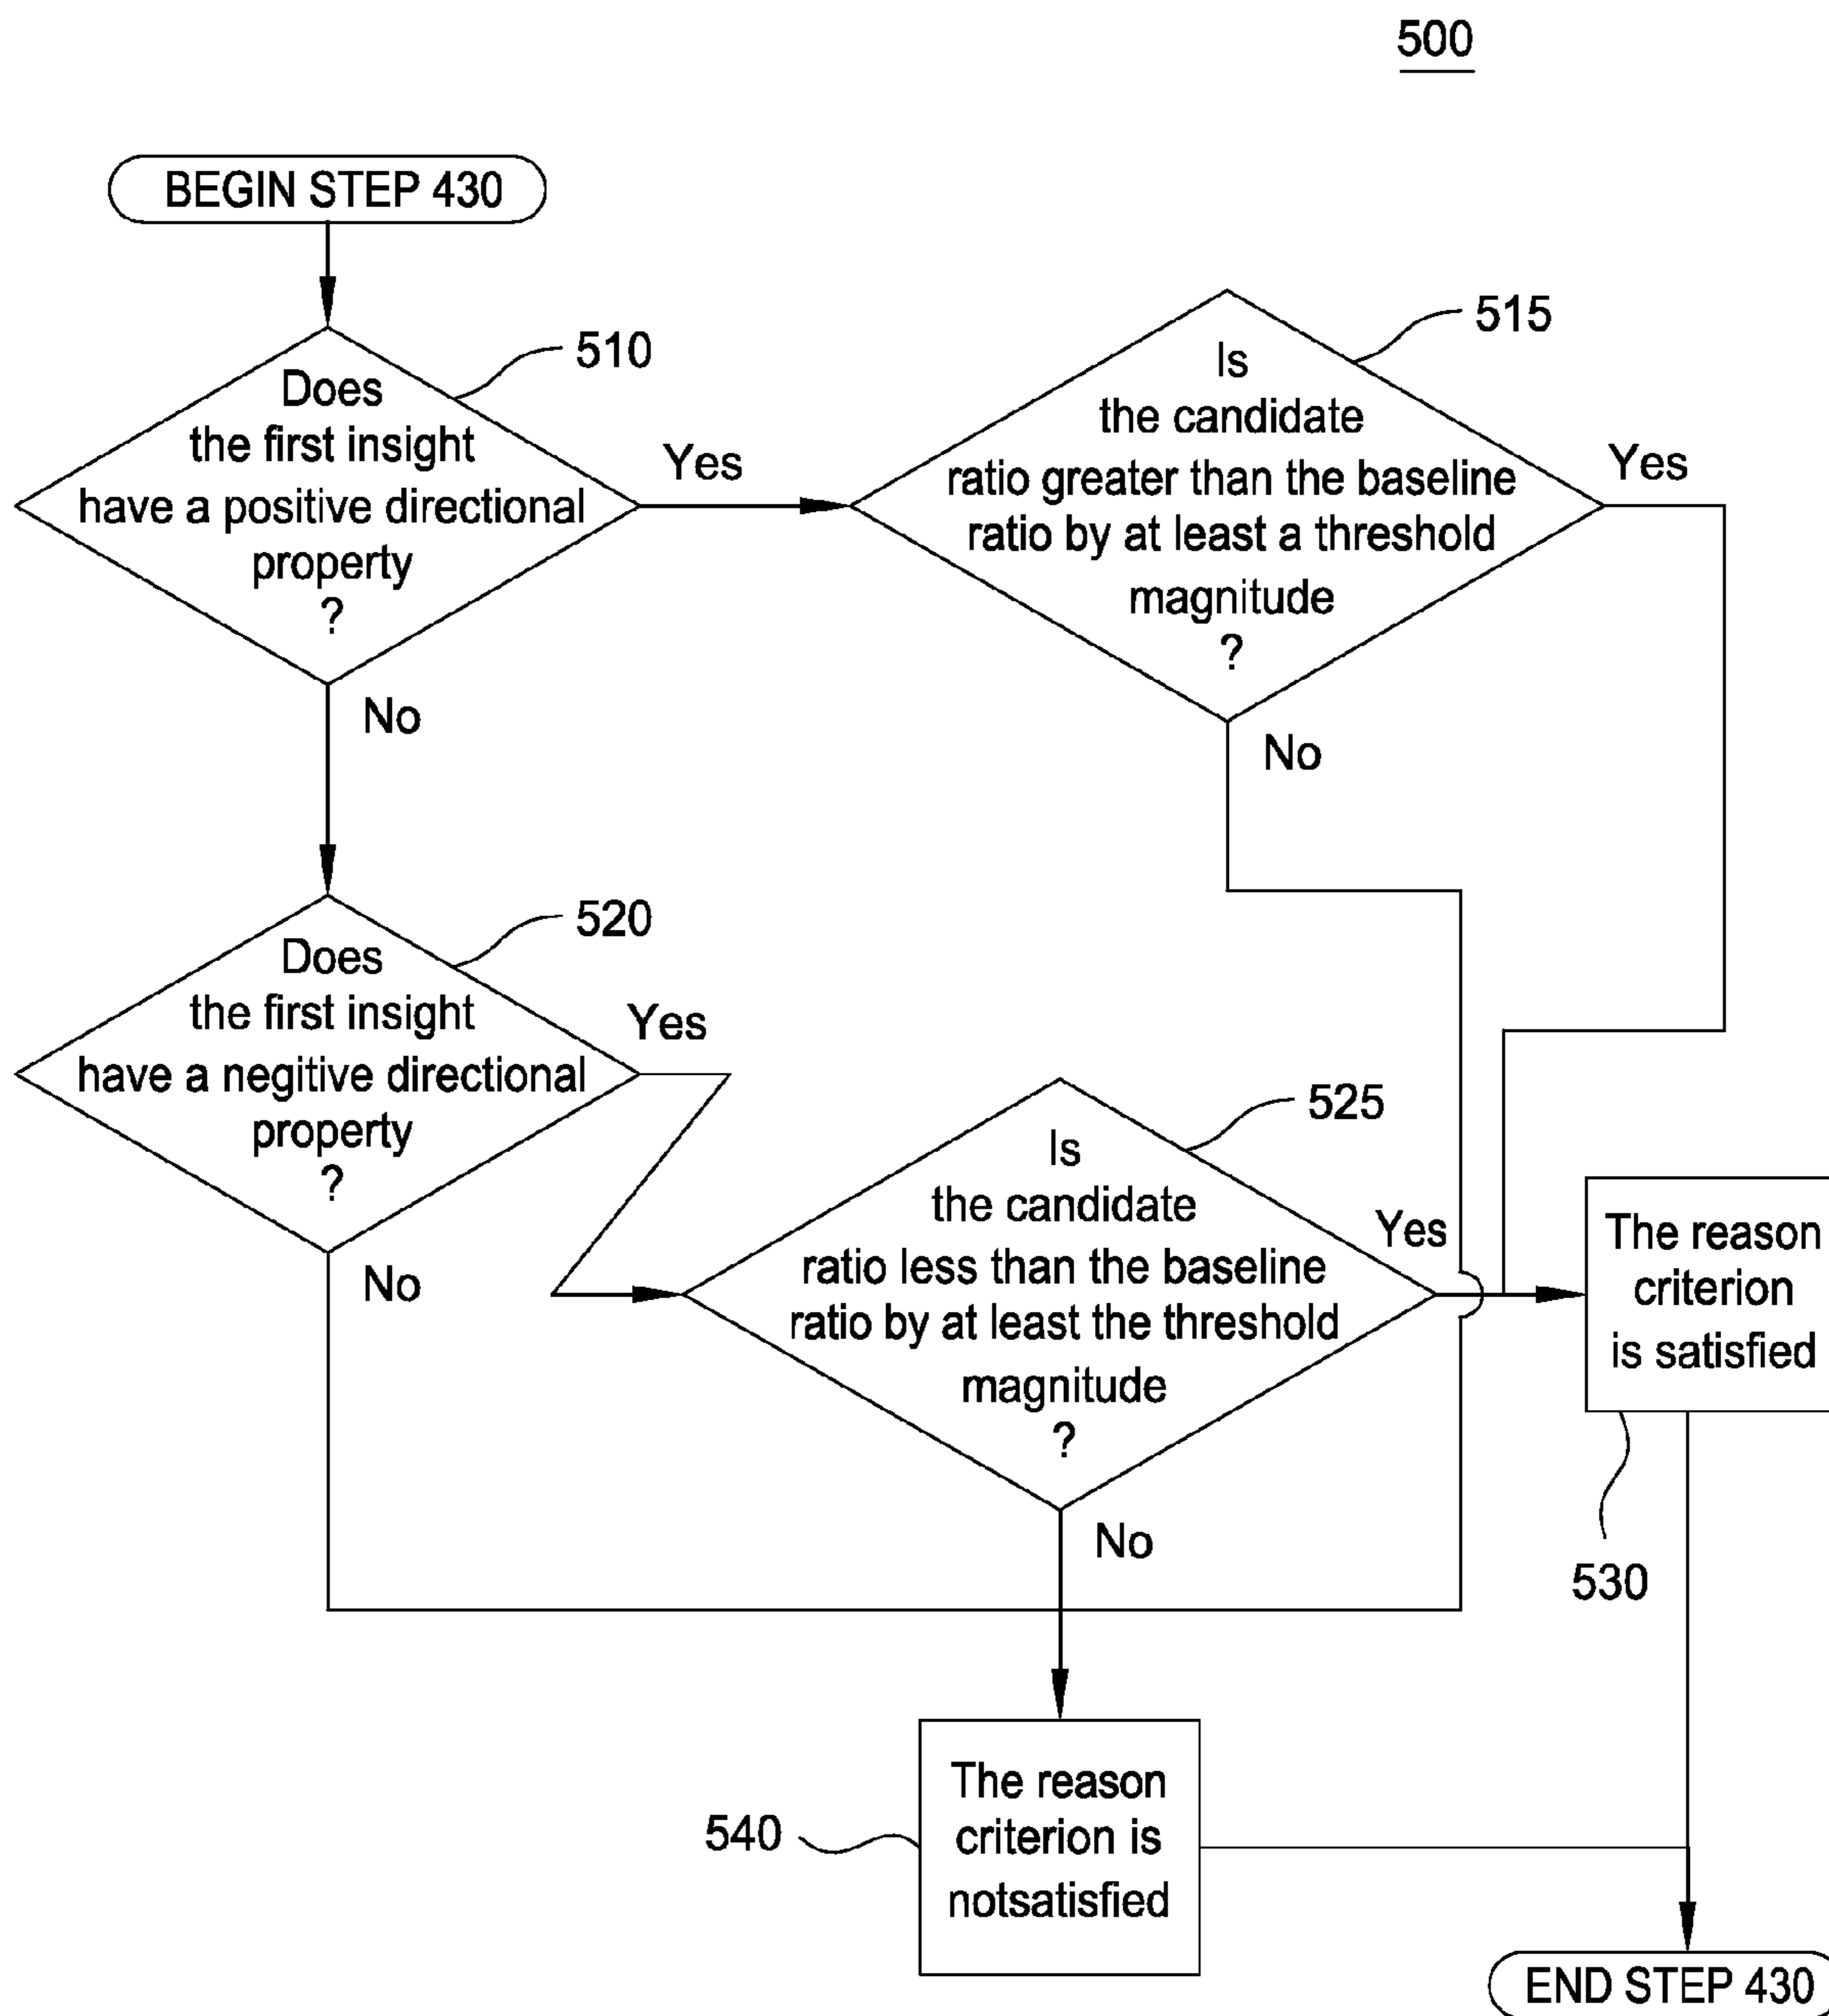 500
BEGIN STEP 430
510
Does
the first insight
have a positive directional
property
?
Yes
No
515
Is
the candidate
ratio greater than the baseline
ratio by at least a threshold
magnitude
?
Yes
No
520
Does
the first insight
have a negitive directional
property
?
Yes
No
525
Is
the candidate
ratio less than the baseline
ratio by at least the threshold
magnitude
?
Yes
No
The reason
criterion
is satisfied
530
540
The reason
criterion is
notsatisfied
END STEP 430